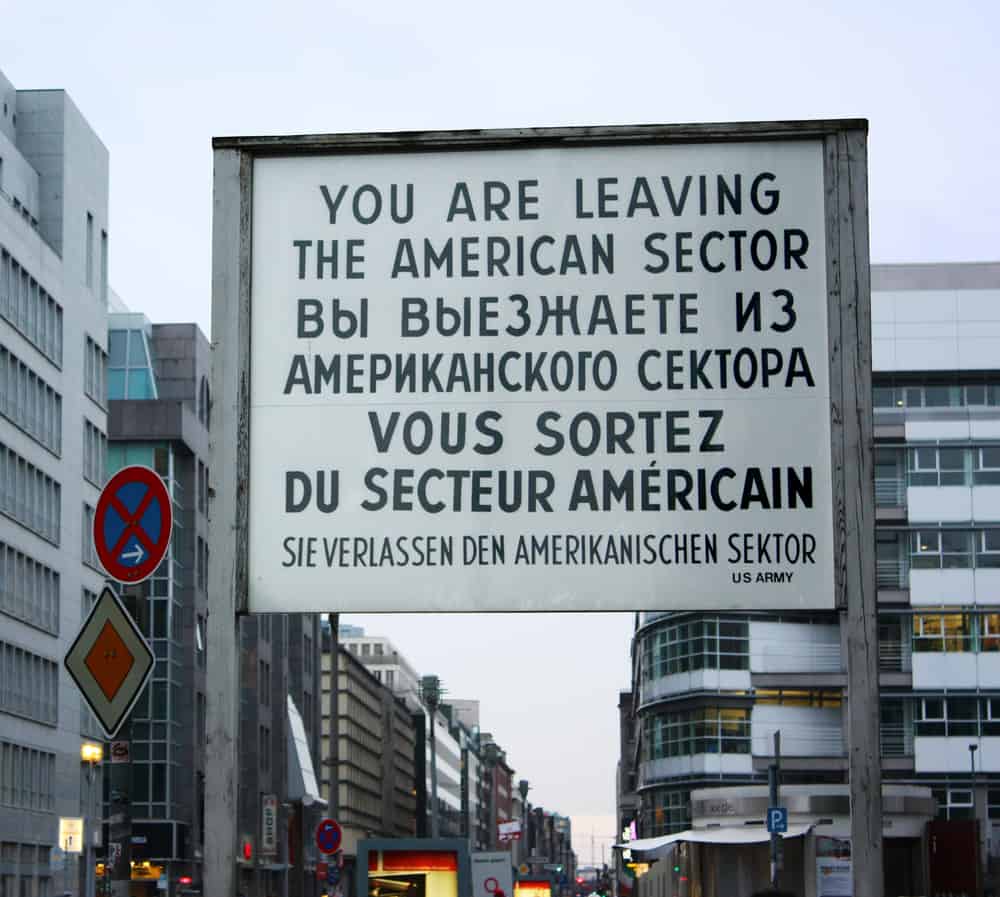 YOU ARE LEAVING
THE AMERICAN SECTOR
ВЫ ВЫЕЗЖАЕТЕ ИЗ
АМЕРИКАНСКОГО СЕКТОРА
VOUS SORTEZ
DU SECTEUR AMÉRICAIN
SIE VERLASSEN DEN AMERIKANISCHEN SEKTOR
US ARMY
P
SHOP